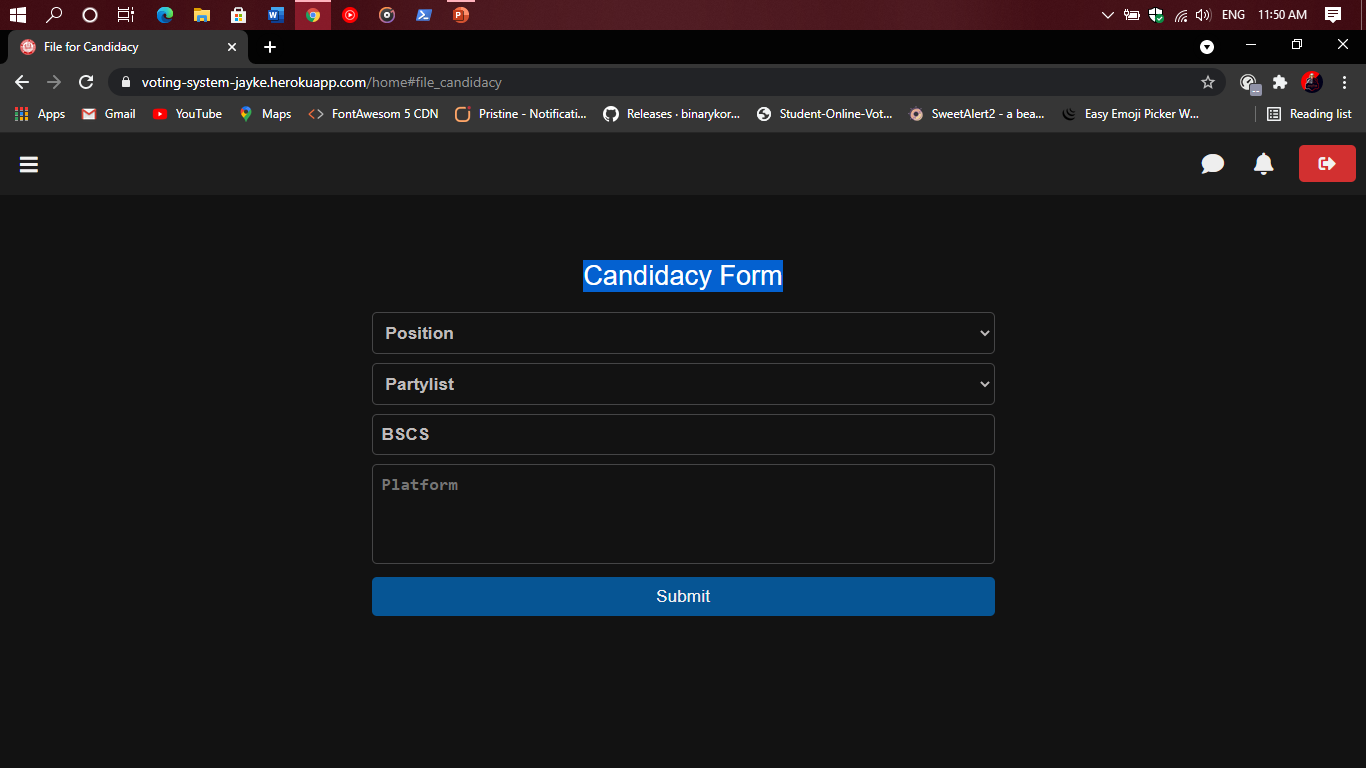 ENG 11:50 AM
File for Candidacy
voting-system-jayke.herokuapp.com/home#file_candidacy
Apps Gmail YouTube Maps FontAwesom 5 CDN Pristine - Notificati... Releases · binarykor... Student-Online-Vot... SweetAlert2 - a bea... Easy Emoji Picker W... Reading list
Candidacy Form
Position
Partylist
BSCS
Platform
Submit